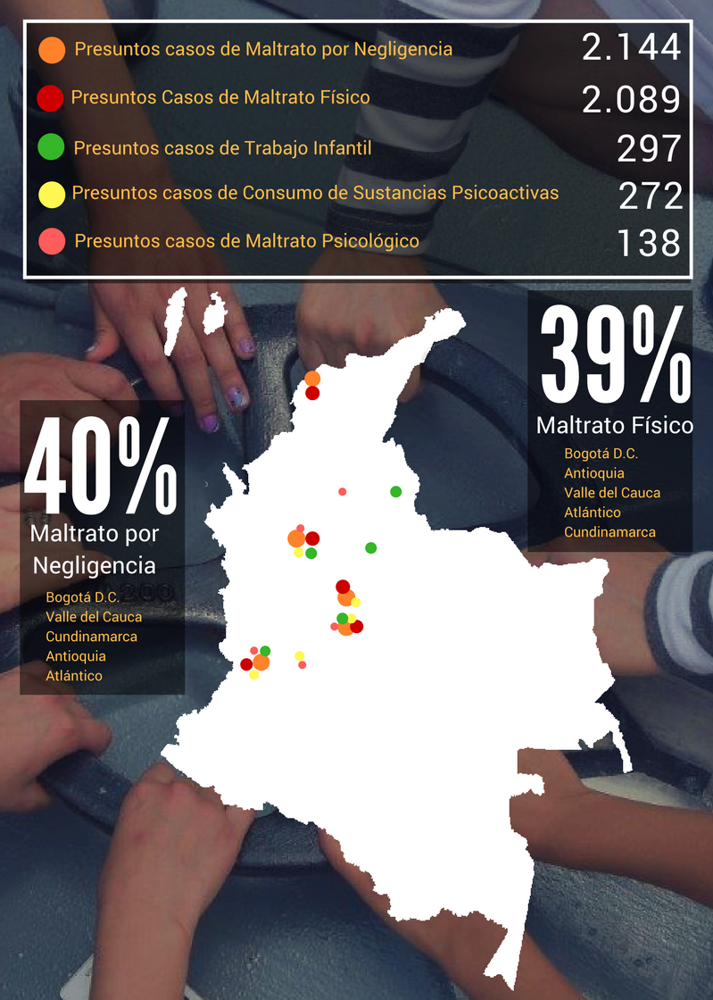 Presuntos casos de Maltrato por Negligencia 2.144
Presuntos Casos de Maltrato Físico 2.089
Presuntos casos de Trabajo Infantil 297
Presuntos casos de Consumo de Sustancias Psicoactivas 272
Presuntos casos de Maltrato Psicológico 138
39%
Maltrato Físico
Bogotá D.C.
Antioquia
Valle del Cauca
Atlántico
Cundinamarca
40%
Maltrato por
Negligencia
Bogotá D.C.
Valle del Cauca
Cundinamarca
Antioquia
Atlántico